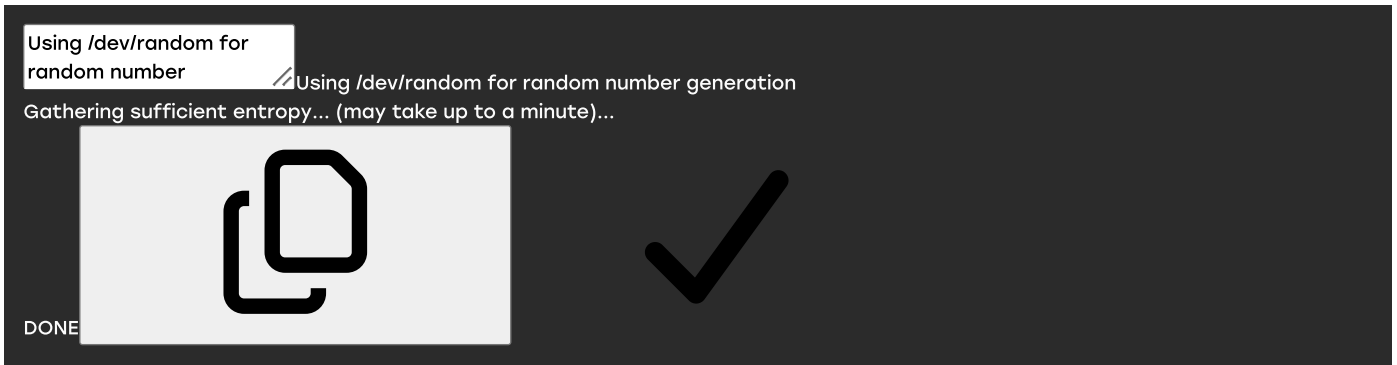 Using /dev/random for
random number
Using /dev/random for random number generation
Gathering sufficient entropy... (may take up to a minute)...
DONE